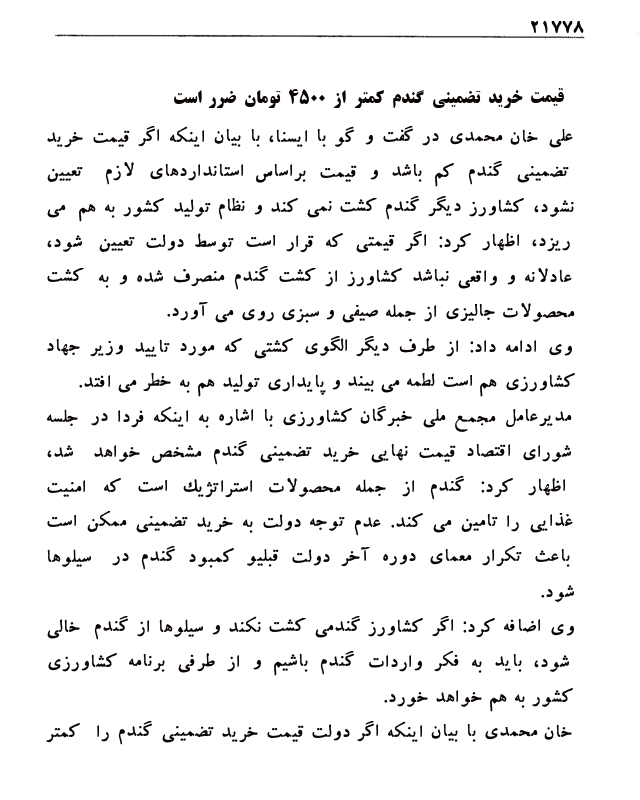 ۲۱۷۷۸
قیمت خرید تضمینی گندم کمتر از ۴۵۰۰ تومان ضرر است
علی خان محمدی در گفت و گو با ایسنا، با بیان اینکه اگر قیمت خرید
تضمینی گندم کم باشد و قیمت براساس استانداردهای لازم تعیین
نشود، کشاورز دیگر گندم کشت نمی کند و نظام تولید کشور به هم می
ریزد، اظهار کرد: اگر قیمتی که قرار است توسط دولت تعیین شود،
عادلانه و واقعی نباشد کشاورز از کشت گندم منصرف شده و به کشت
محصولات جالیزی از جمله صیفی و سبزی روی می آورد.
وی ادامه داد: از طرف دیگر الگوی کشتی که مورد تایید وزیر جهاد
کشاورزی هم است لطمه می بیند و پایداری تولید هم به خطر می افتد.
مدیرعامل مجمع ملی خبرگان کشاورزی با اشاره به اینکه فردا در جلسه
شورای اقتصاد قیمت نهایی خرید تضمینی گندم مشخص خواهد شد،
اظهار کرد: گندم از جمله محصولات استراتژیك است که امنیت
غذایی را تامین می کند. عدم توجه دولت به خرید تضمینی ممکن است
باعث تکرار معمای دوره آخر دولت قبلیو کمبود گندم در سیلوها
شود.
وی اضافه کرد: اگر کشاورز گندمی کشت نکند و سیلوها از گندم خالی
شود، باید به فکر واردات گندم باشیم و از طرفی برنامه کشاورزی
کشور به هم خواهد خورد.
خان محمدی با بیان اینکه اگر دولت قیمت خرید تضمینی گندم را کمتر